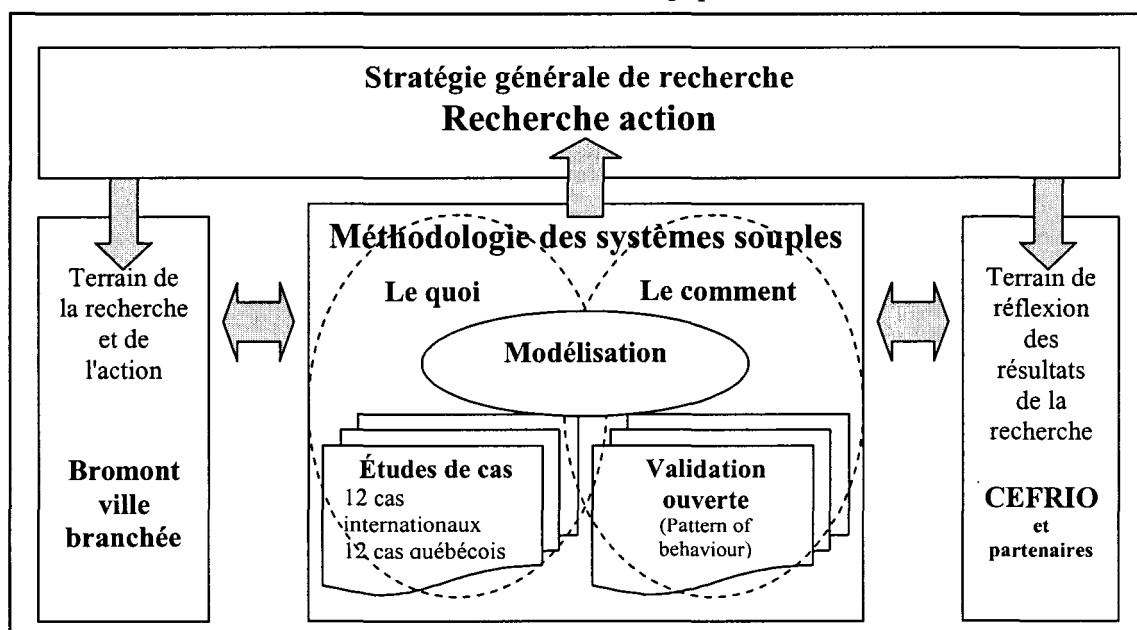 Stratégie générale de recherche
Recherche action
Terrain de
la recherche
et de
l'action
Bromont
ville
branchée
Méthodologie des systèmes souples
Le quoi
Le comment
Modélisation
Études de cas
12 cas
internationaux
12 cas québécois
Validation
ouverte
(Pattern of
behaviour)
Terrain de
réflexion
des
résultats
de la
recherche
CEFRIO
et
partenaires